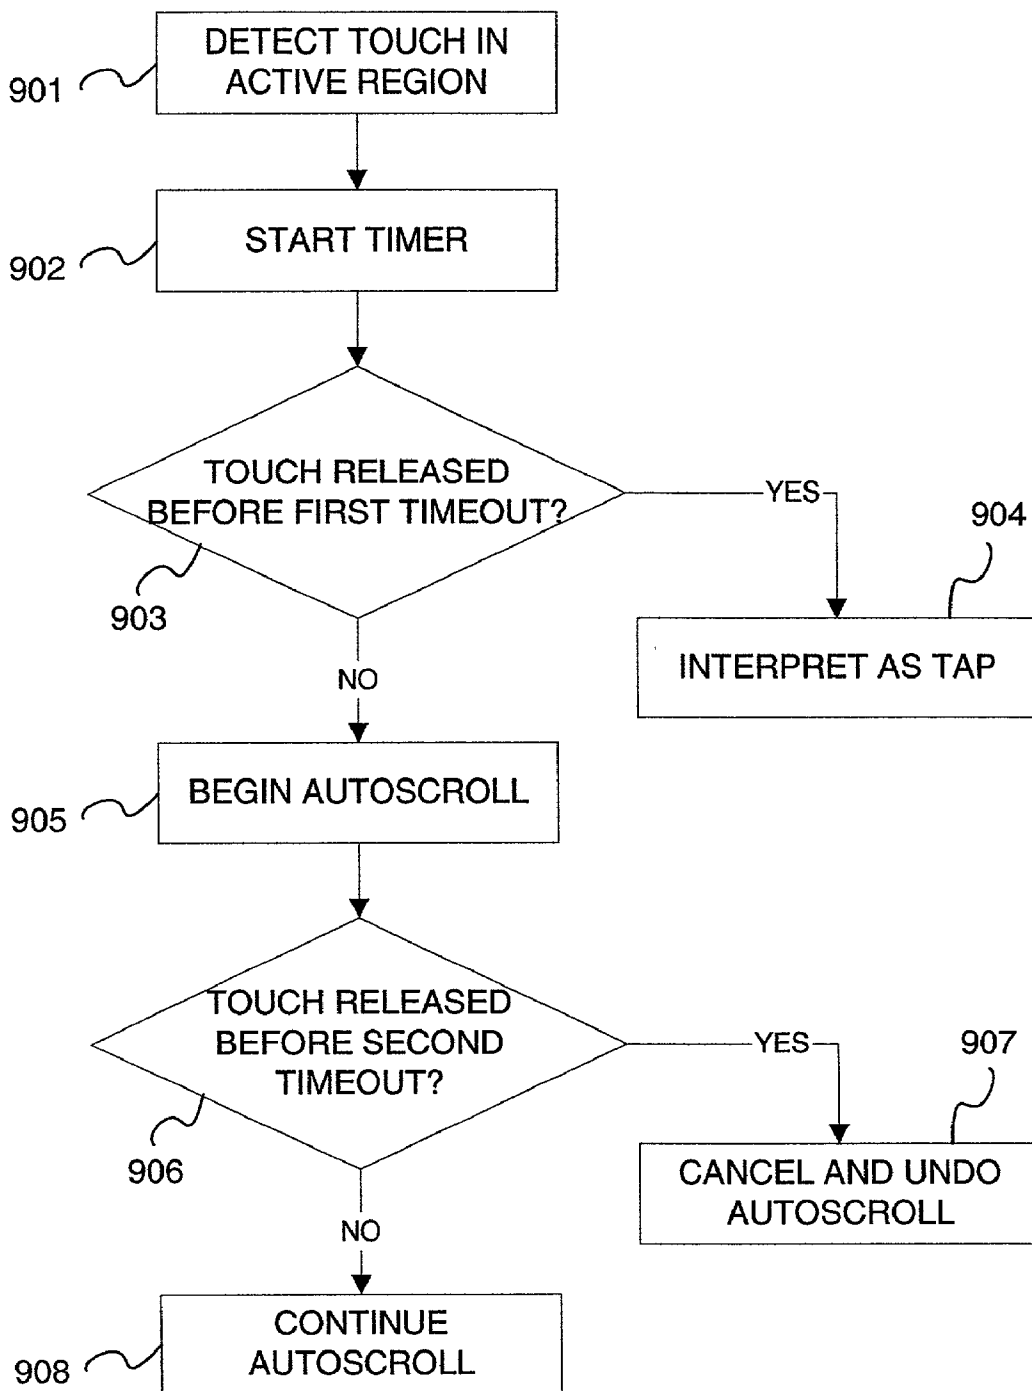 DETECT TOUCH IN
ACTIVE REGION
901
START TIMER
902
TOUCH RELEASED
BEFORE FIRST TIMEOUT?
903
YES
904
INTERPRET AS TAP
NO
BEGIN AUTOSCROLL
905
TOUCH RELEASED
BEFORE SECOND
TIMEOUT?
906
YES
907
CANCEL AND UNDO
AUTOSCROLL
NO
CONTINUE
AUTOSCROLL
908